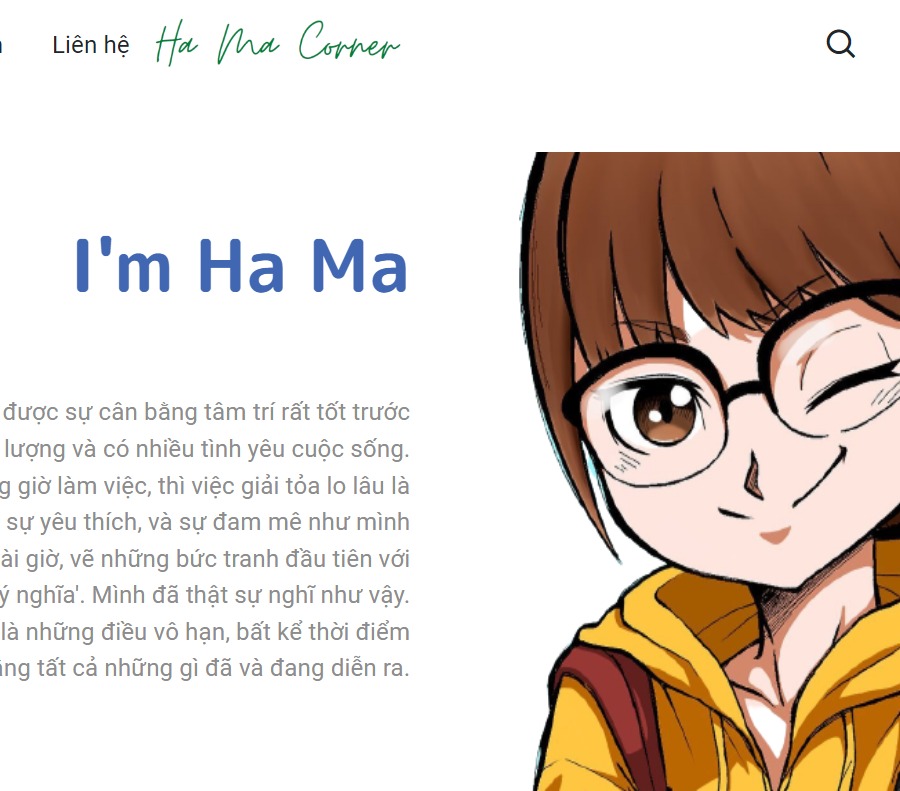 Liên hệ Ha Ma Corner
I'm Ha Ma
được sự cân bằng tâm trí rất tốt trước
lượng và có nhiều tình yêu cuộc sống.
giờ làm việc, thì việc giải tỏa lo lâu là
sự yêu thích, và sự đam mê như mình
giờ, vẽ những bức tranh đầu tiên với
ý nghĩa'. Mình đã thật sự nghĩ như vậy.
là những điều vô hạn, bất kể thời điểm
tất cả những gì đã và đang diễn ra.